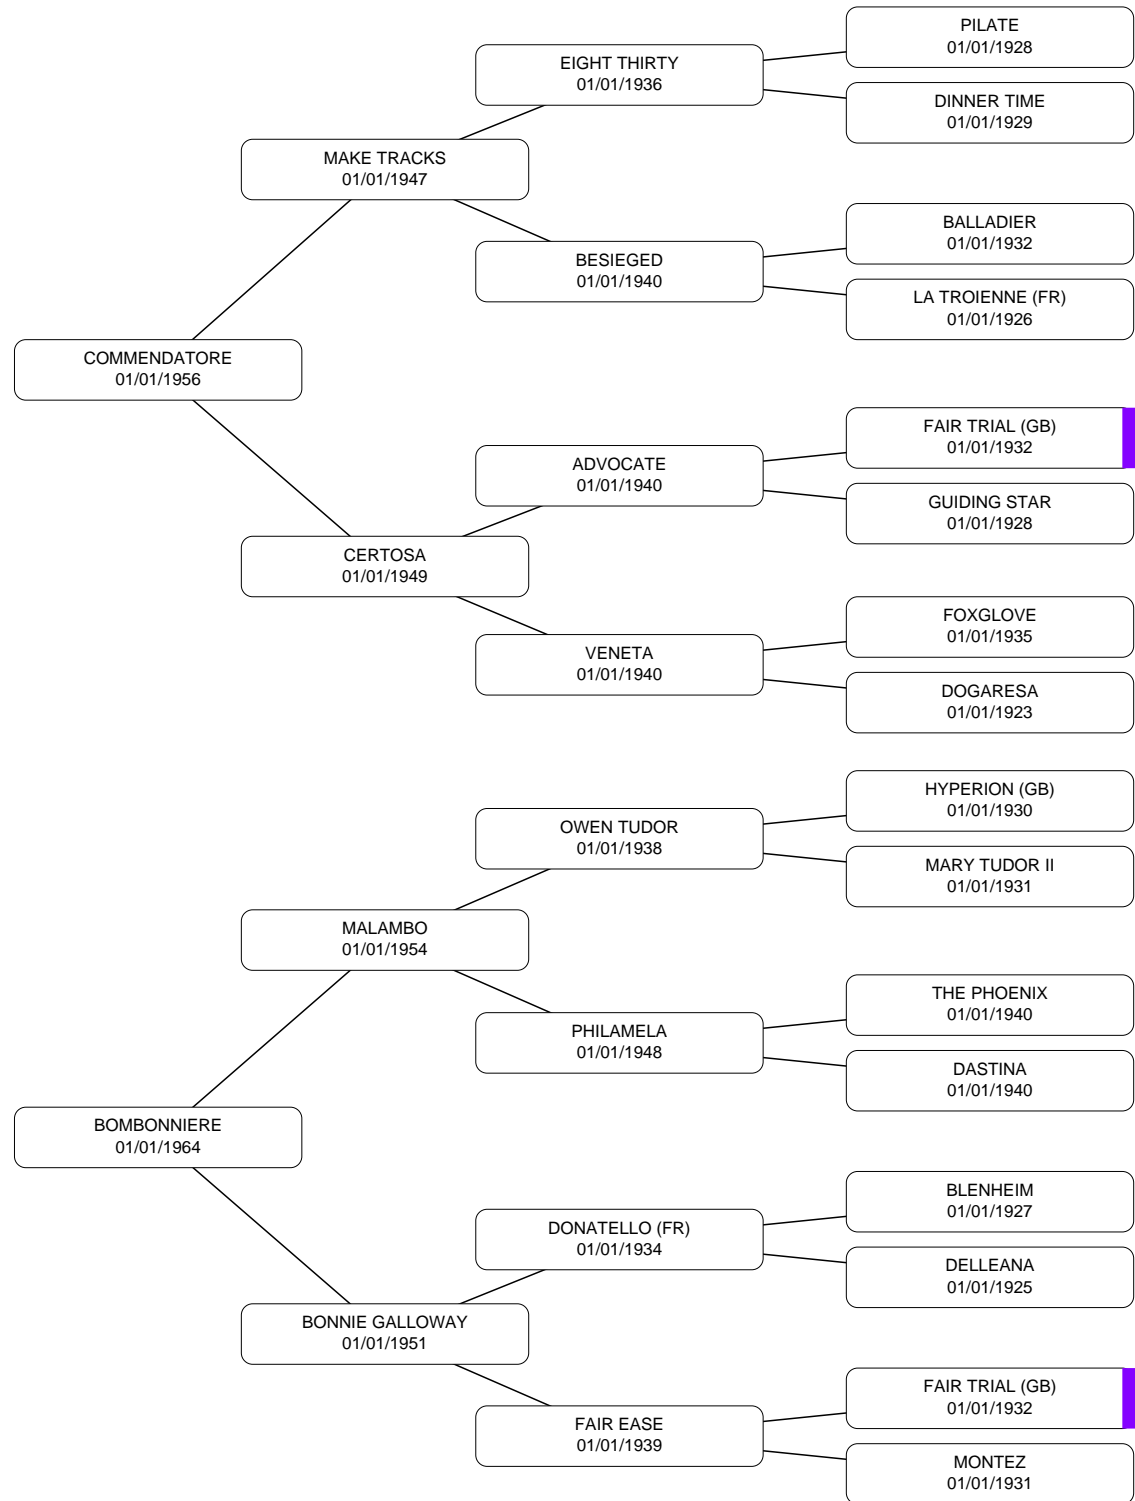 PILATE
01/01/1928
EIGHT THIRTY
01/01/1936
DINNER TIME
01/01/1929
MAKE TRACKS
01/01/1947
BALLADIER
01/01/1932
BESIEGED
01/01/1940
LA TROIENNE (FR)
01/01/1926
COMMENDATORE
01/01/1956
FAIR TRIAL (GB)
01/01/1932
ADVOCATE
01/01/1940
GUIDING STAR
01/01/1928
CERTOSA
01/01/1949
FOXGLOVE
01/01/1935
VENETA
01/01/1940
DOGARESA
01/01/1923
HYPERION (GB)
01/01/1930
OWEN TUDOR
01/01/1938
MARY TUDOR II
01/01/1931
MALAMBO
01/01/1954
THE PHOENIX
01/01/1940
PHILAMELA
01/01/1948
DASTINA
01/01/1940
BOMBONNIERE
01/01/1964
BLENHEIM
01/01/1927
DONATELLO (FR)
01/01/1934
DELLEANA
01/01/1925
BONNIE GALLOWAY
01/01/1951
FAIR TRIAL (GB)
01/01/1932
FAIR EASE
01/01/1939
MONTEZ
01/01/1931